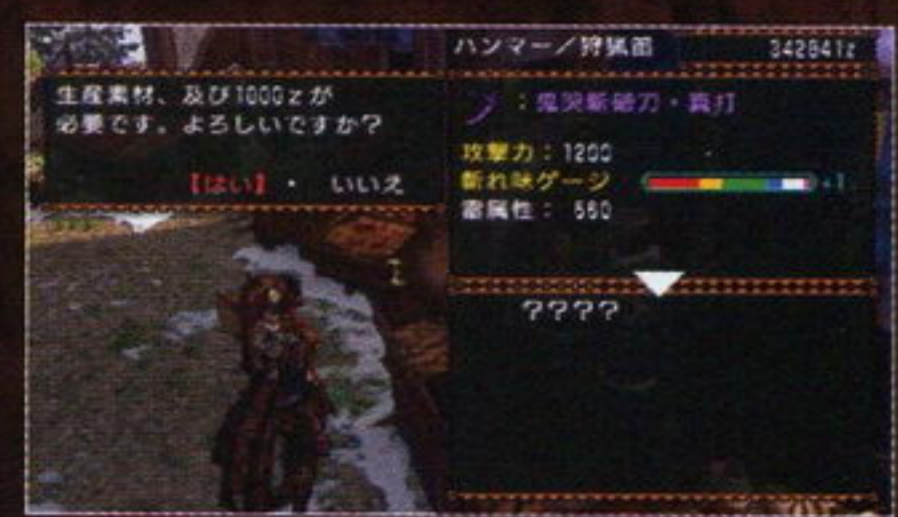 生産素材、及び1000zが
必要です。よろしいですか?
【はい】・ いいえ
ハンマー/狩猟笛 342841z
:鬼哭斬破刀・真打
攻撃力: 1200
斬れ味ゲージ +1
雷属性: 560
????